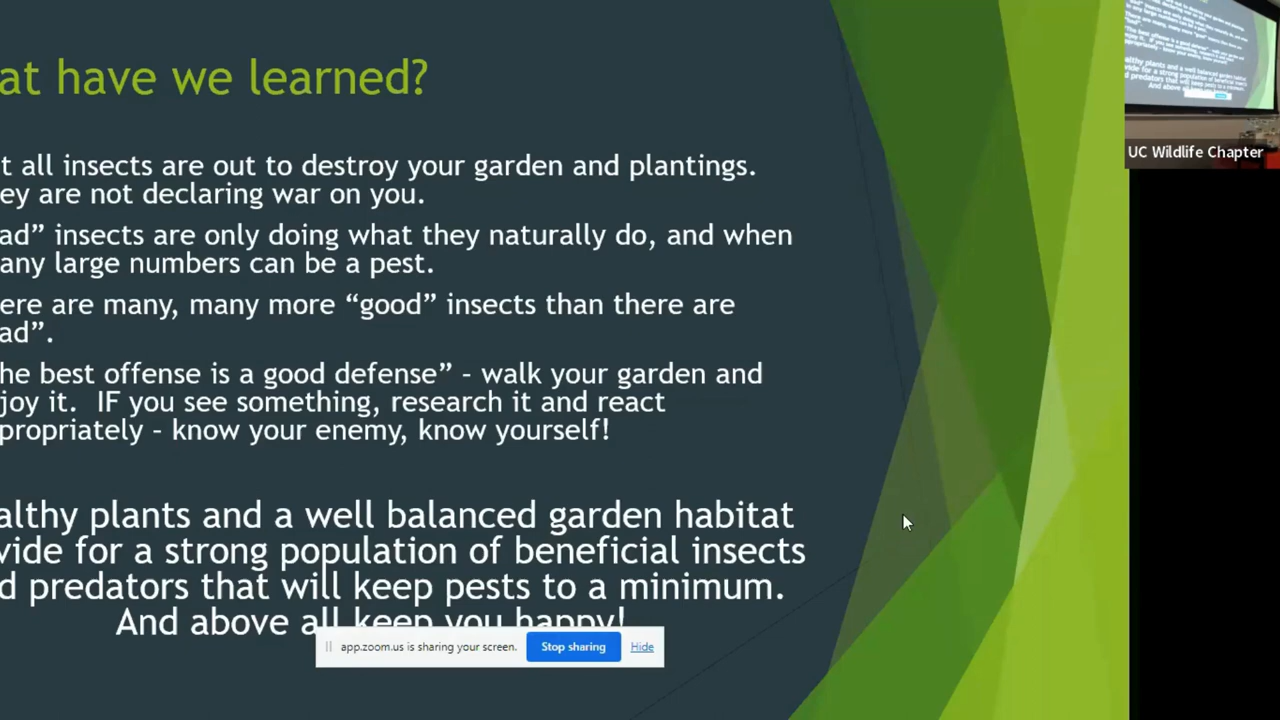 at have we learned?
t all insects are out to destroy your garden and plantings.
ey are not declaring war on you.
ad” insects are only doing what they naturally do, and when
any large numbers can be a pest.
ere are many, many more “good” insects than there are
ad”.
he best offense is a good defense” – walk your garden and
joy it.  IF you see something, research it and react
propriately – know your enemy, know yourself!
althy plants and a well balanced garden habitat
vide for a strong population of beneficial insects
d predators that will keep pests to a minimum.
And above all keep you happy!
app.zoom.us is sharing your screen.
Stop sharing
Hide
UC Wildlife Chapter